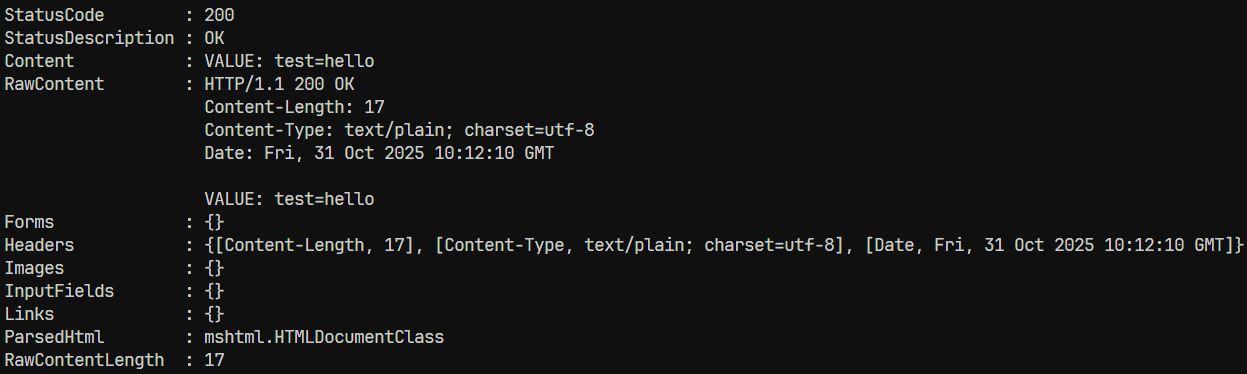 StatusCode        : 200
StatusDescription : OK
Content           : VALUE: test=hello
RawContent        : HTTP/1.1 200 OK
                    Content-Length: 17
                    Content-Type: text/plain; charset=utf-8
                    Date: Fri, 31 Oct 2025 10:12:10 GMT

                    VALUE: test=hello
Forms             : {}
Headers           : {[Content-Length, 17], [Content-Type, text/plain; charset=utf-8], [Date, Fri, 31 Oct 2025 10:12:10 GMT]}
Images            : {}
InputFields       : {}
Links             : {}
ParsedHtml        : mshtml.HTMLDocumentClass
RawContentLength  : 17